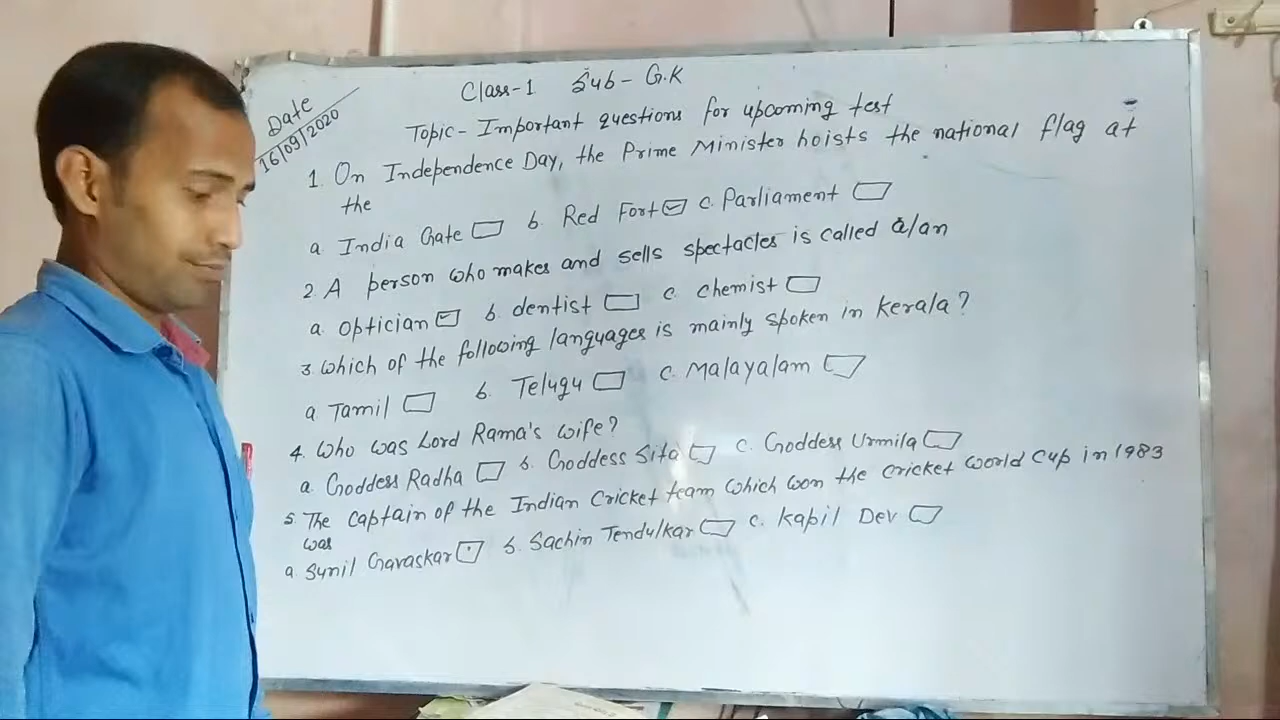 Date
16/09/2020
Class-1 Sub - G.K
Topic - Important questions for upcoming test
1. On Independence Day, the Prime Minister hoists the national flag at
the
a. India Gate b. Red Fort c. Parliament
2 A person who makes and sells spectacles is called a/an
a. optician b. dentist c. chemist
3. Which of the following languages is mainly spoken in Kerala?
a Tamil b. Telugu c. Malayalam
4. Who was Lord Rama's wife?
a. Goddess Radha b. Goddess Sita c. Goddess Urmila
5. The Captain of the Indian Cricket team which won the cricket world Cup in 1983
was
a. Sunil Gavaskar b. Sachin Tendulkar c. Kapil Dev